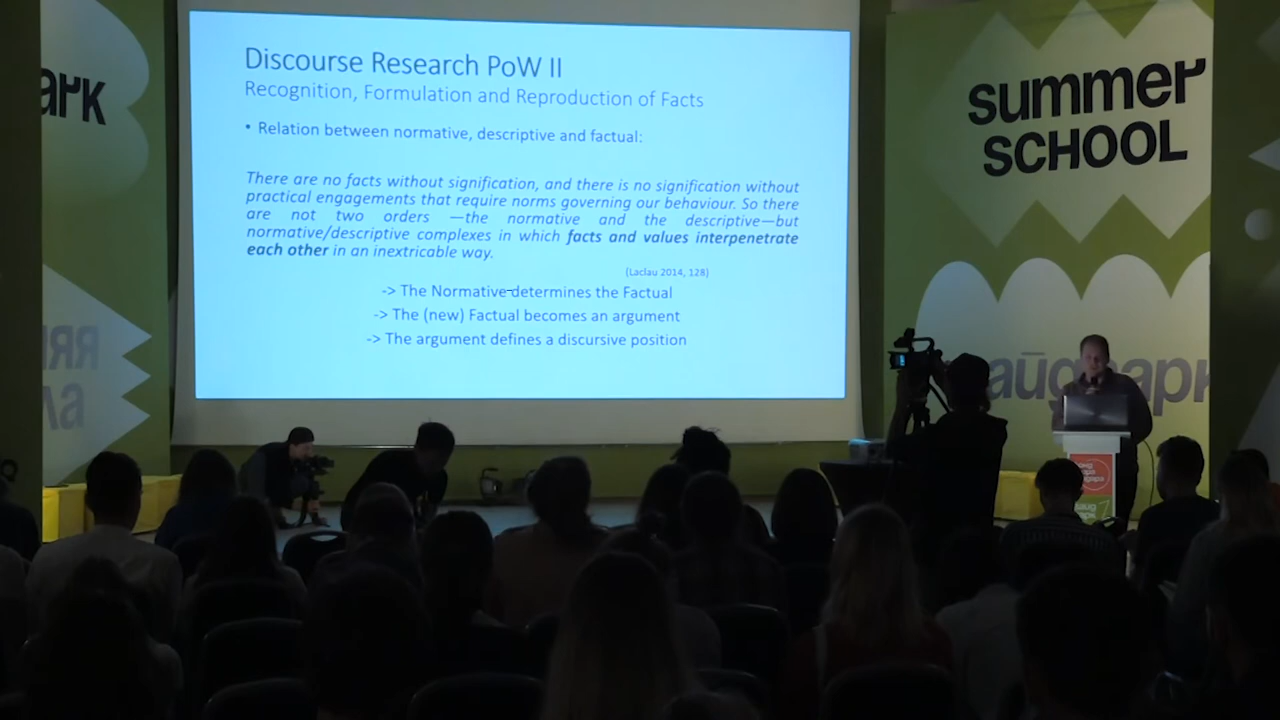 Discourse Research PoW II
Recognition, Formulation and Reproduction of Facts
• Relation between normative, descriptive and factual:
There are no facts without signification, and there is no signification without
practical engagements that require norms governing our behaviour. So there
are not two orders —the normative and the descriptive—but
normative/descriptive complexes in which facts and values interpenetrate
each other in an inextricable way.
(Laclau 2014, 128)
-> The Normative-determines the Factual
-> The (new) Factual becomes an argument
-> The argument defines a discursive position
summer
SCHOOL
арк
няя
ла